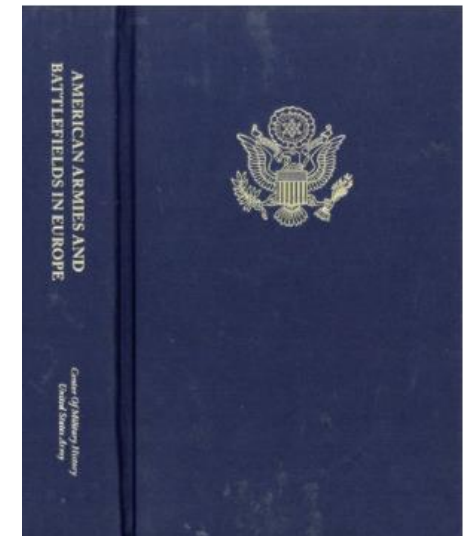 AMERICAN ARMIES AND
BATTLEFIELDS IN EUROPE
Center Of Military History
United States Army